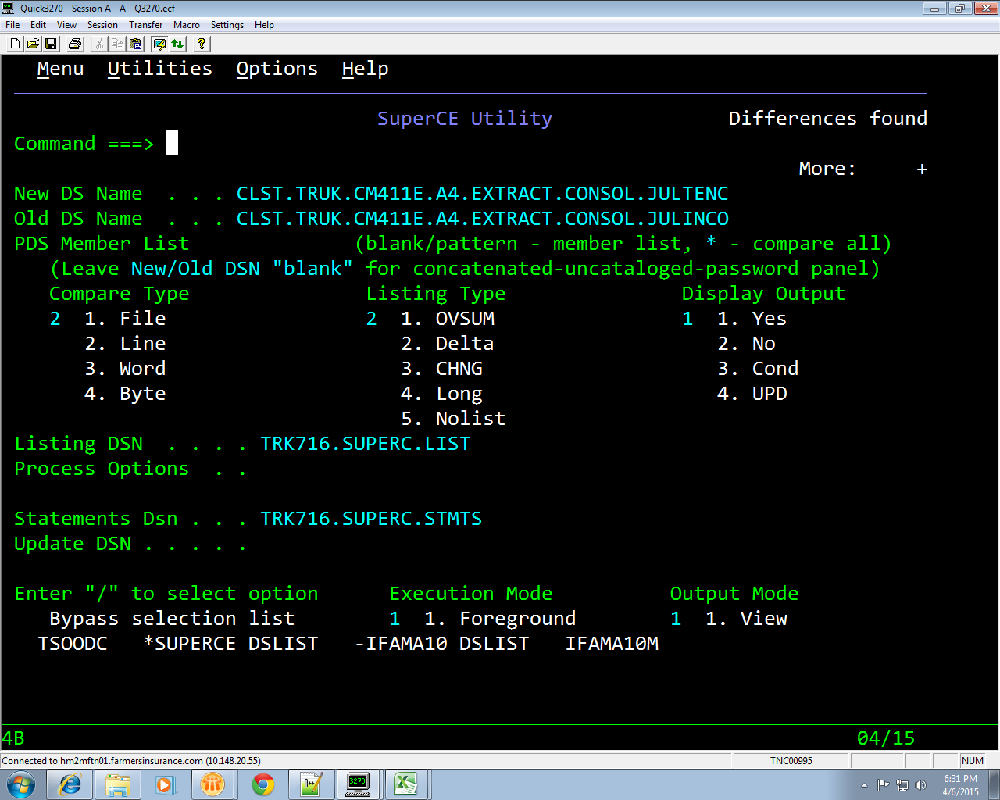 Quick3270 - Session A - A - Q3270.ecf
File Edit View Session Transfer Macro Settings Help
Menu Utilities Options Help
SuperCE Utility Differences found
Command ===>
More: +
New DS Name . . . CLST.TRUK.CM411E.A4.EXTRACT.CONSOL.JULTENC
Old DS Name . . . CLST.TRUK.CM411E.A4.EXTRACT.CONSOL.JULINCO
PDS Member List (blank/pattern - member list, * - compare all)
(Leave New/Old DSN "blank" for concatenated-uncataloged-password panel)
Compare Type Listing Type Display Output
2 1. File 2 1. OVSUM 1 1. Yes
2. Line 2. Delta 2. No
3. Word 3. CHNG 3. Cond
4. Byte 4. Long 4. UPD
5. Nolist
Listing DSN . . . . TRK716.SUPERC.LIST
Process Options . .
Statements Dsn . . . TRK716.SUPERC.STMTS
Update DSN . . . . .
Enter "/" to select option Execution Mode Output Mode
Bypass selection list 1 1. Foreground 1 1. View
TSOODC *SUPERCE DSLIST -IFAMA10 DSLIST IFAMA10M
4B 04/15
Connected to hm2mftn01.farmersinsurance.com (10.148.20.55) TNC00995 NUM
3270
6:31 PM
4/6/2015